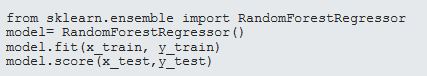 from sklearn.ensemble import RandomForestRegressor
model= RandomForestRegressor()
model.fit(x_train, y_train)
model.score(x_test,y_test)